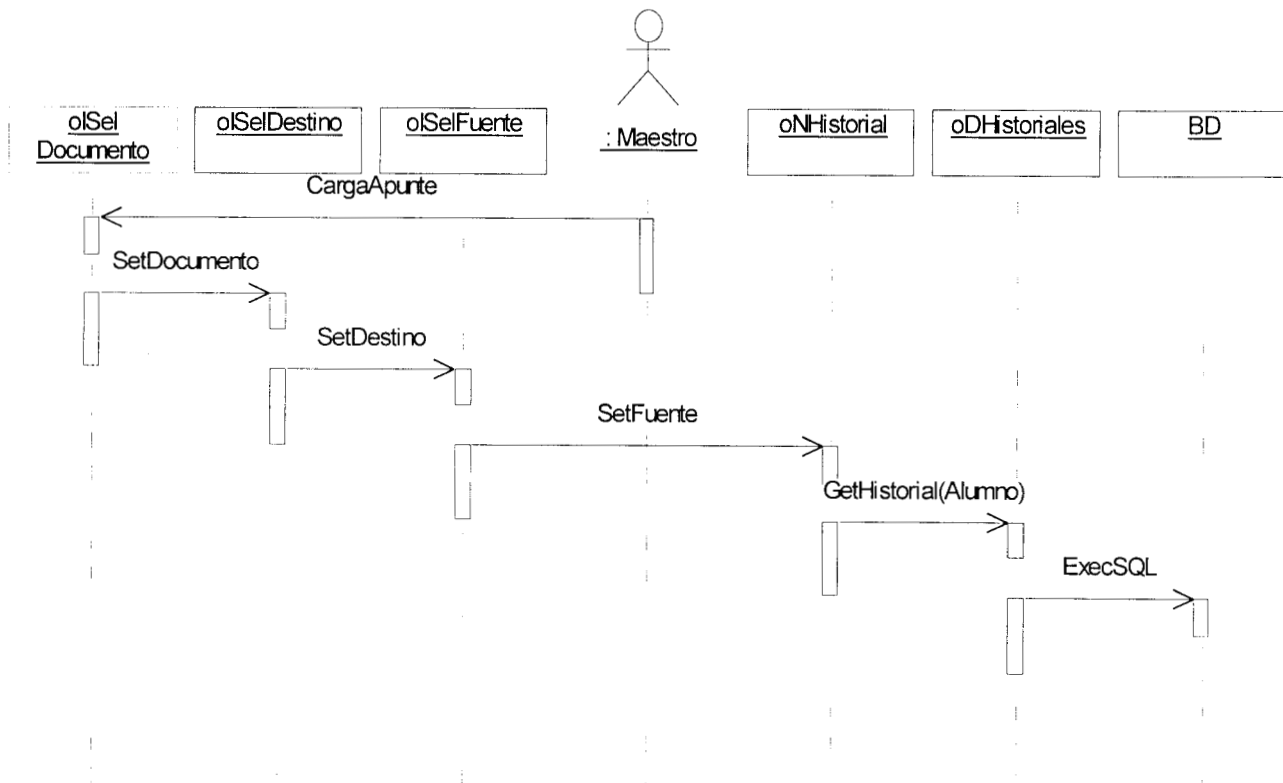 oISel
Documento
oISelDestino
oISelFuente
: Maestro
oNHistorial
oDHistoriales
BD
CargaApunte
SetDocumento
SetDestino
SetFuente
GetHistorial(Alumno)
ExecSQL